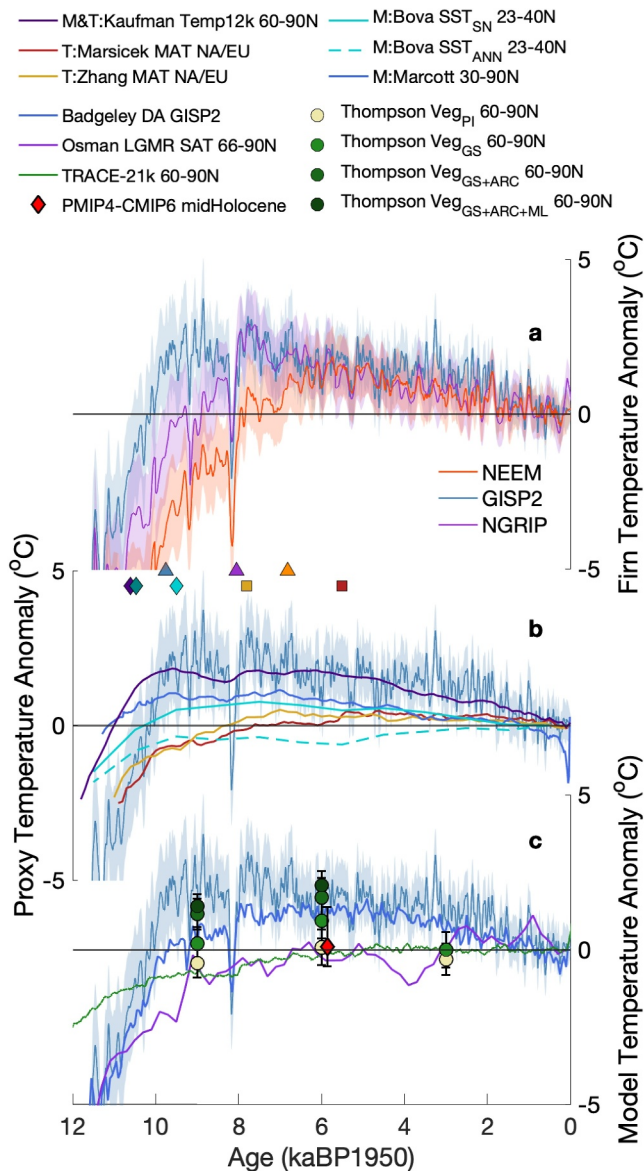 M&T:Kaufman Temp12k 60-90N
T:Marsicek MAT NA/EU
T:Zhang MAT NA/EU
M:Bova SST_SN 23-40N
M:Bova SST_ANN 23-40N
M:Marcott 30-90N
Badgeley DA GISP2
Osman LGMR SAT 66-90N
TRACE-21k 60-90N
PMIP4-CMIP6 midHolocene
Thompson Veg_PI 60-90N
Thompson Veg_GS 60-90N
Thompson Veg_GS+ARC 60-90N
Thompson Veg_GS+ARC+ML 60-90N
5
a
0
NEEM
GISP2
NGRIP
-5
Firn Temperature Anomaly (°C)
5
b
0
-5
Proxy Temperature Anomaly (°C)
5
c
0
-5
Model Temperature Anomaly (°C)
12 10 8 6 4 2 0
Age (kaBP1950)